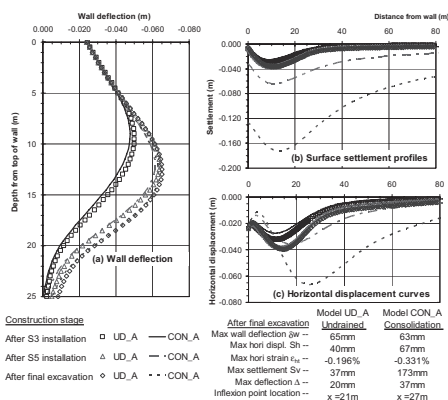 Wall deflection (m)
0.000 -0.020 -0.040 -0.060 -0.080
Depth from top of wall (m)
0
5
10
15
20
25
(a) Wall deflection
Distance from wall (m)
0 20 40 60 80
Settlement (m)
0.000
-0.040
-0.080
-0.120
-0.160
-0.200
(b) Surface settlement profiles
0 20 40 60 80
Horizontal displacement (m)
0.000
-0.020
-0.040
-0.060
-0.080
(c) Horizontal displacement curves
Construction stage
After S3 installation □ UD_A — CON_A
After S5 installation △ UD_A — · CON_A
After final excavation ◇ UD_A - - - CON_A
Model UD_A Model CON_A
After final excavation Undrained Consolidation
Max wall deflection δw -- 65mm 63mm
Max hori displ. Sh -- 40mm 67mm
Max hori strain εht -- -0.196% -0.331%
Max settlement Sv -- 37mm 173mm
Max deflection Δ -- 20mm 37mm
Inflexion point location -- x =21m x =27m